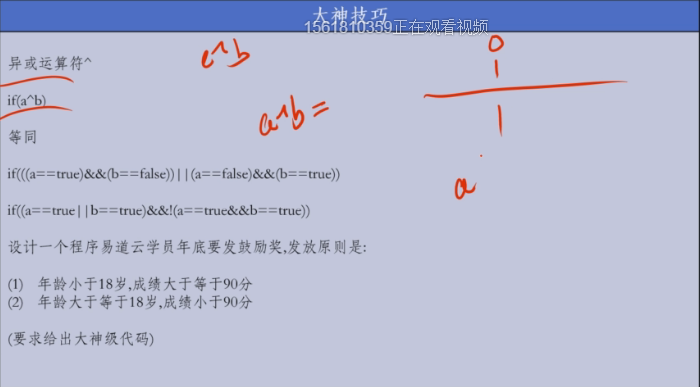 大神技巧
1561810359正在观看视频
异或运算符^
c^b
0
1
if(a^b)
a^b=
1
等同
if(((a==true)&&(b==false))||(a==false)&&(b==true))
a
if((a==true||b==true)&&!(a==true&&b==true))
设计一个程序易道云学员年底要发鼓励奖,发放原则是:
(1) 年龄小于18岁,成绩大于等于90分
(2) 年龄大于等于18岁,成绩小于90分
(要求给出大神级代码)